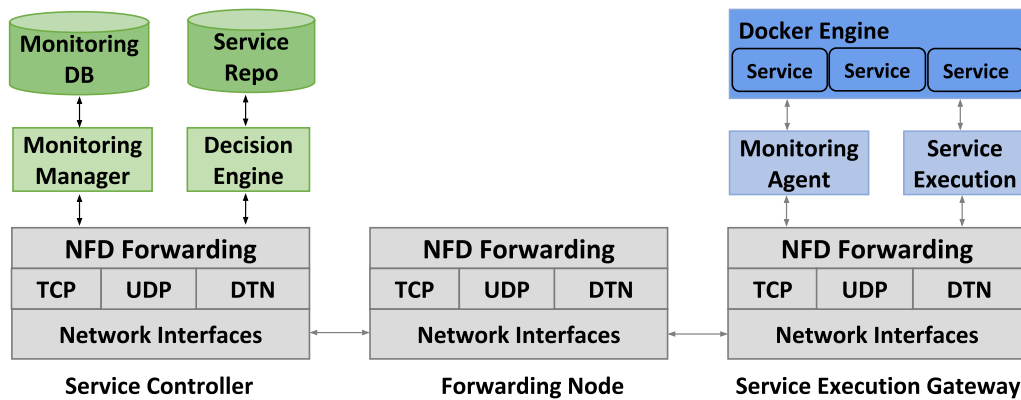 Monitoring
DB
Service
Repo
Docker Engine
Service
Service
Service
Monitoring
Manager
Decision
Engine
Monitoring
Agent
Service
Execution
NFD Forwarding
TCP
UDP
DTN
Network Interfaces
NFD Forwarding
TCP
UDP
DTN
Network Interfaces
NFD Forwarding
TCP
UDP
DTN
Network Interfaces
Service Controller
Forwarding Node
Service Execution Gateway